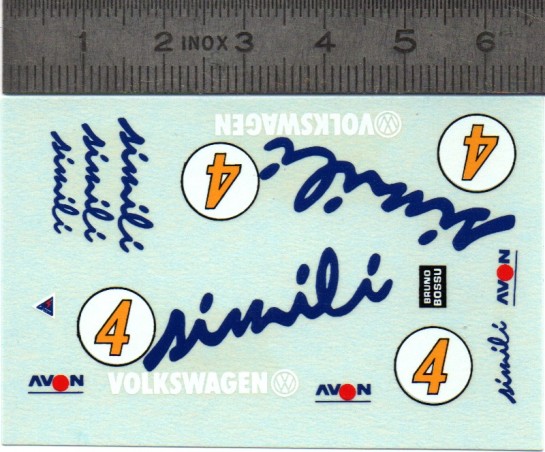 1 2 INOX 3 4 5 6
VOLKSWAGEN
simili
simili
simili
4
4
simili
simili
BRUNO
BOSSU
AVON
4
4
simili
AVON
VOLKSWAGEN
AVON